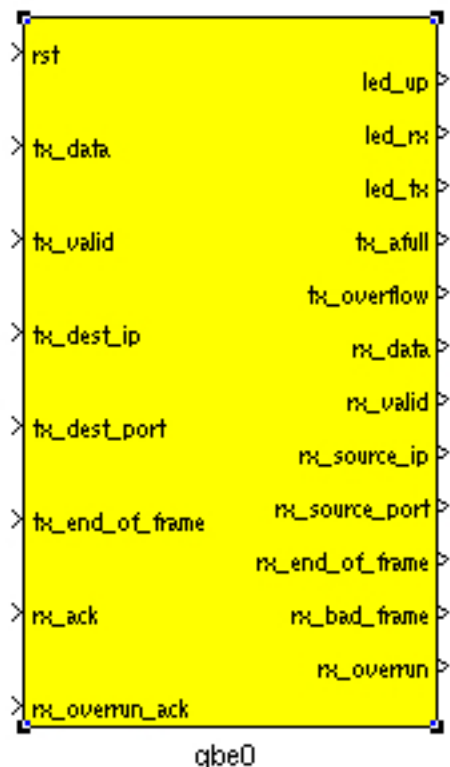 rst
tx_data
tx_valid
tx_dest_ip
tx_dest_port
tx_end_of_frame
rx_ack
rx_overrun_ack
led_up
led_rx
led_tx
tx_afull
tx_overflow
rx_data
rx_valid
rx_source_ip
rx_source_port
rx_end_of_frame
rx_bad_frame
rx_overrun
gbe0